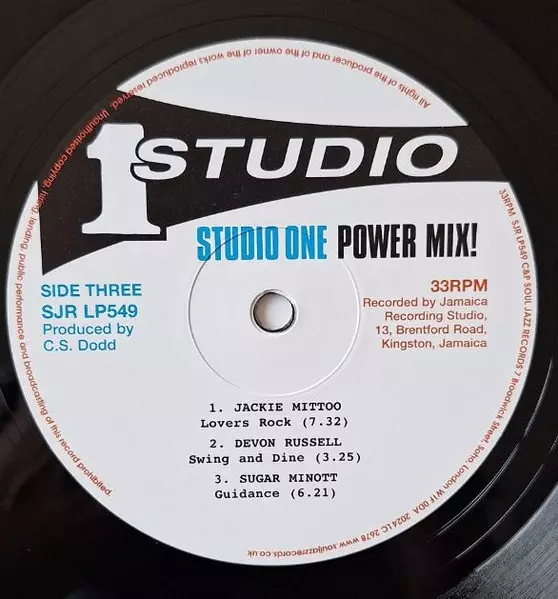 All rights of the producer and of the owner of the works reproduced reserved. Unauthorised copying, hiring, lending, public performance and broadcasting of this record prohibited.
1 STUDIO
STUDIO ONE POWER MIX!
SIDE THREE
SJR LP549
Produced by
C.S. Dodd
33RPM
Recorded by Jamaica
Recording Studio,
13, Brentford Road,
Kingston, Jamaica
1. JACKIE MITTOO
Lovers Rock (7.32)
2. DEVON RUSSELL
Swing and Dine (3.25)
3. SUGAR MINOTT
Guidance (6.21)
33RPM SJR LP549 C&P SOUL JAZZ RECORDS 7 Broadwick Street, Soho, London W1F 0DA 2024 LC 2678 www.souljazzrecords.co.uk